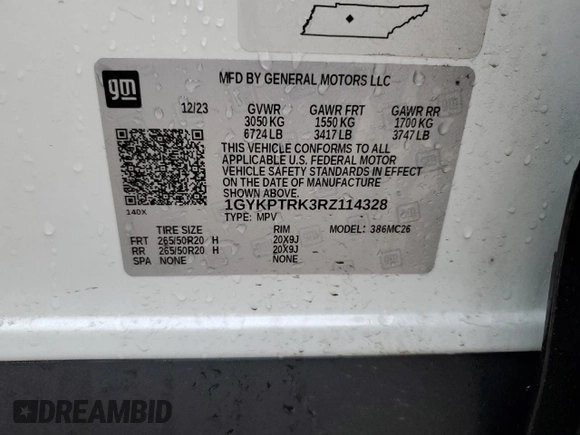 gm
MFD BY GENERAL MOTORS LLC
12/23 GVWR GAWR FRT GAWR RR
3050 KG 1550 KG 1700 KG
6724 LB 3417 LB 3747 LB
THIS VEHICLE CONFORMS TO ALL
APPLICABLE U.S. FEDERAL MOTOR
VEHICLE SAFETY STANDARDS IN EFFECT
ON THE DATE OF MANUFACTURE
SHOWN ABOVE.
140X 1GYKPTRK3RZ114328
TYPE: MPV MODEL: 386MC26
TIRE SIZE RIM
FRT 265/50R20 H 20X9J
RR 265/50R20 H 20X9J
SPA NONE NONE
DREAMBID